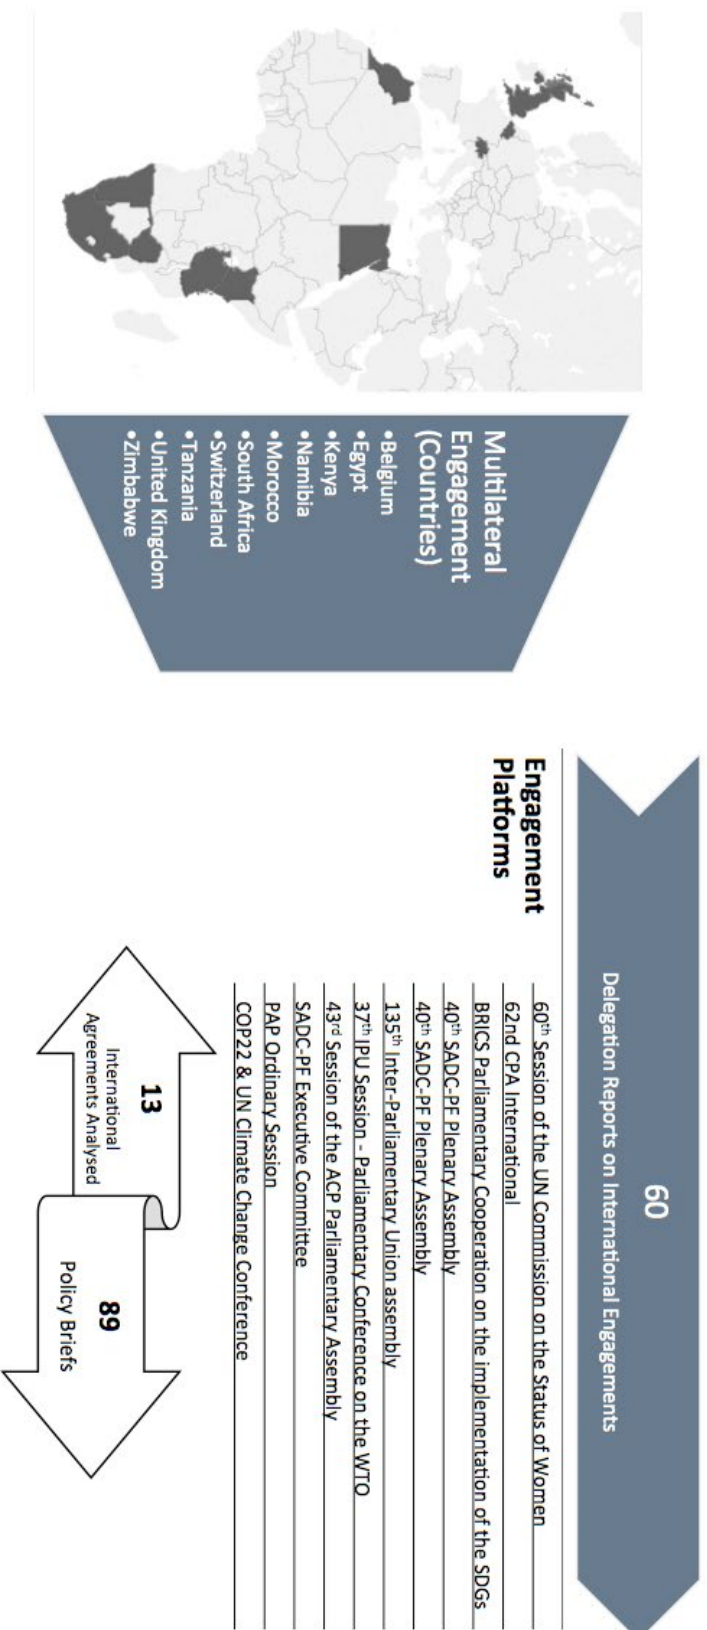 Multilateral
Engagement
(Countries)
•Belgium
•Egypt
•Kenya
•Namibia
•Morocco
•South Africa
•Switzerland
•Tanzania
•United Kingdom
•Zimbabwe
60
Delegation Reports on International Engagements
Engagement
Platforms
60th Session of the UN Commission on the Status of Women
62nd CPA International
BRICS Parliamentary Cooperation on the implementation of the SDGs
40th SADC-PF Plenary Assembly
40th SADC-PF Plenary Assembly
135th Inter-Parliamentary Union assembly
37th IPU Session - Parliamentary Conference on the WTO
43rd Session of the ACP Parliamentary Assembly
SADC-PF Executive Committee
PAP Ordinary Session
COP22 & UN Climate Change Conference
13
International
Agreements Analysed
89
Policy Briefs